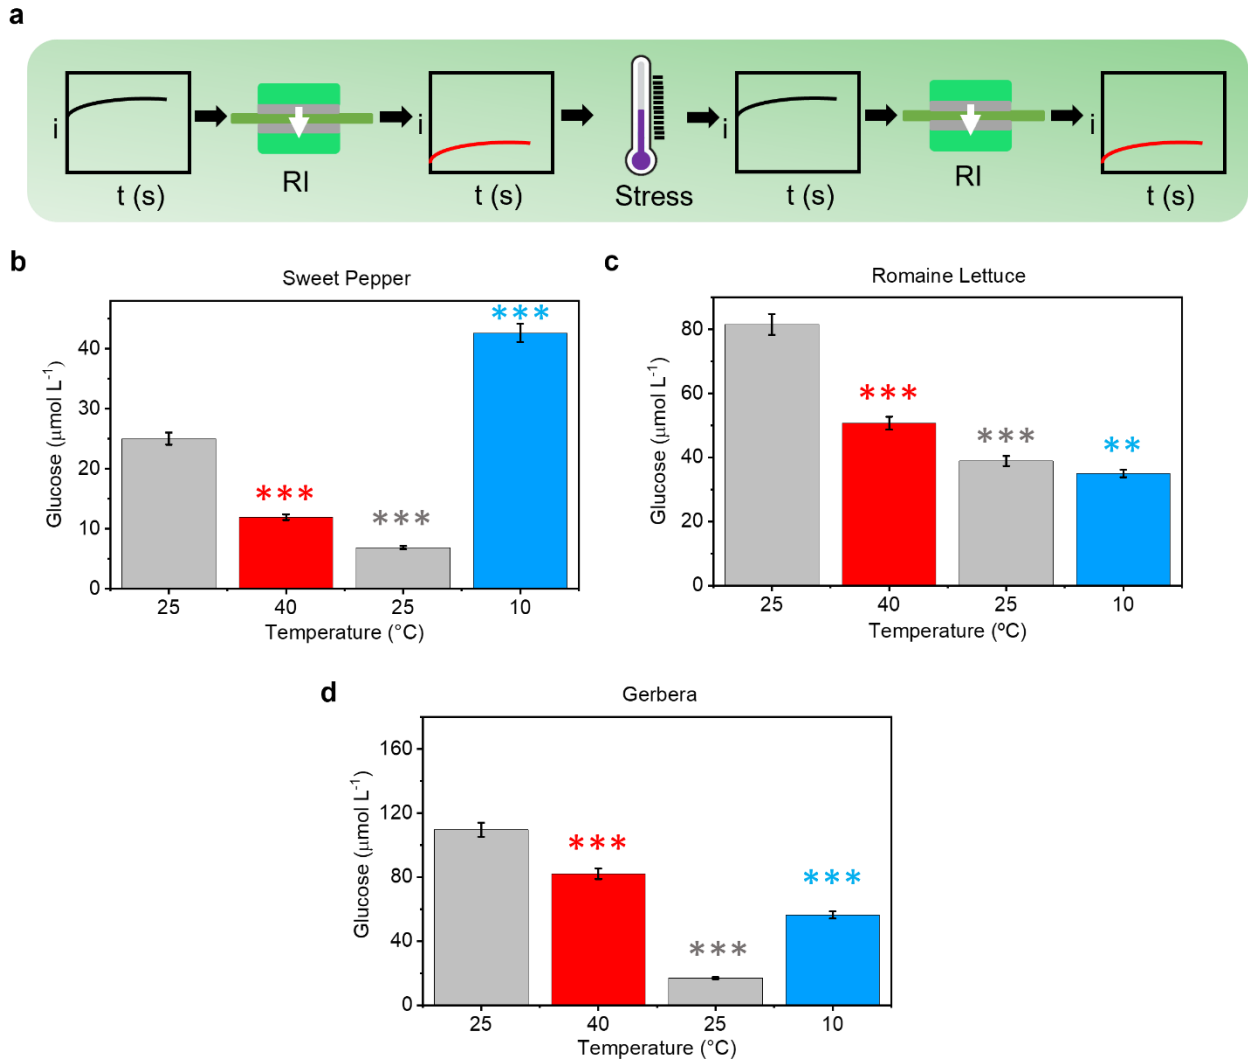 a
i
t (s)
RI
i
t (s)
Stress
i
t (s)
RI
i
t (s)
b
Sweet Pepper
Glucose (μmol L⁻¹)
40
30
20
10
0
***
***
***
25
40
25
10
Temperature (°C)
c
Romaine Lettuce
Glucose (μmol L⁻¹)
80
60
40
20
0
***
***
**
25
40
25
10
Temperature (ºC)
d
Gerbera
Glucose (μmol L⁻¹)
160
120
80
40
0
***
***
***
25
40
25
10
Temperature (°C)